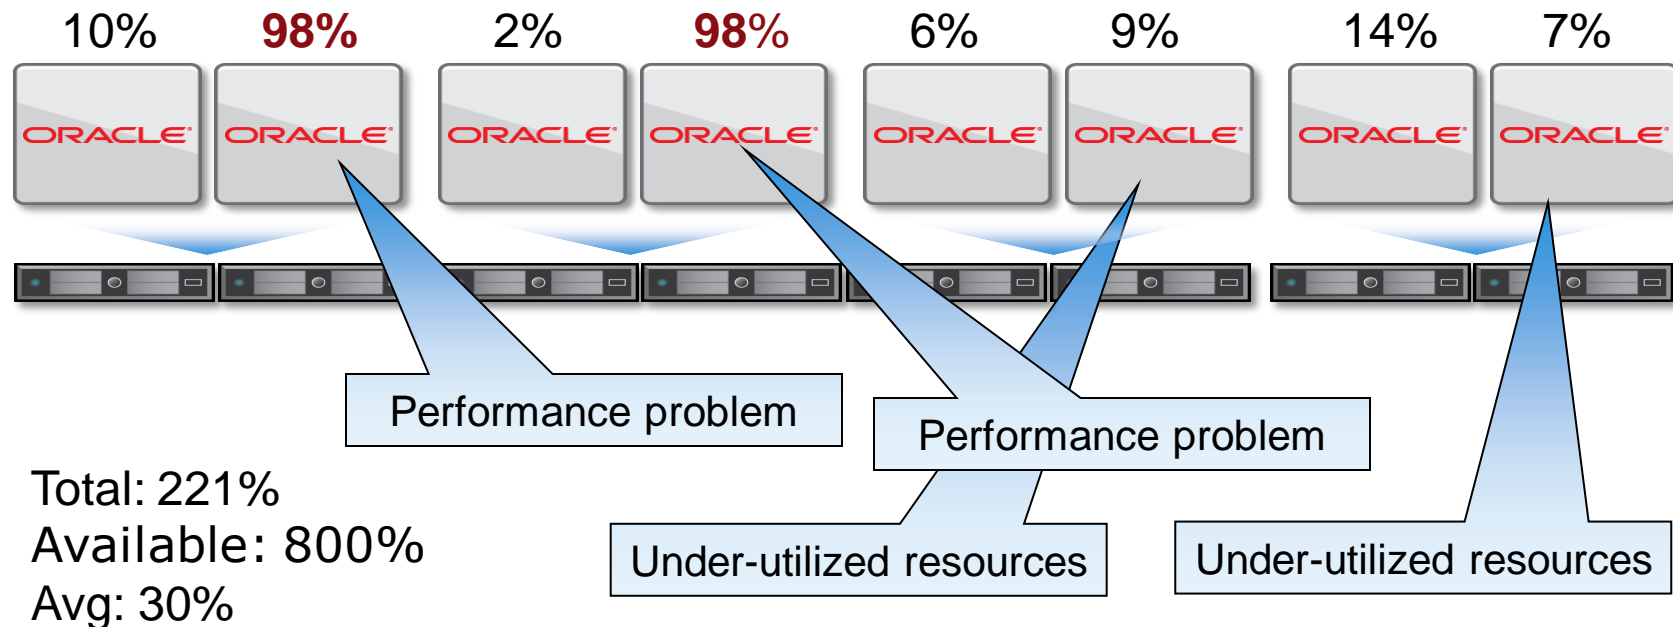 10% 98% 2% 98% 6% 9% 14% 7%
ORACLE ORACLE ORACLE ORACLE ORACLE ORACLE ORACLE ORACLE
Performance problem
Performance problem
Total: 221%
Available: 800%
Avg: 30%
Under-utilized resources
Under-utilized resources